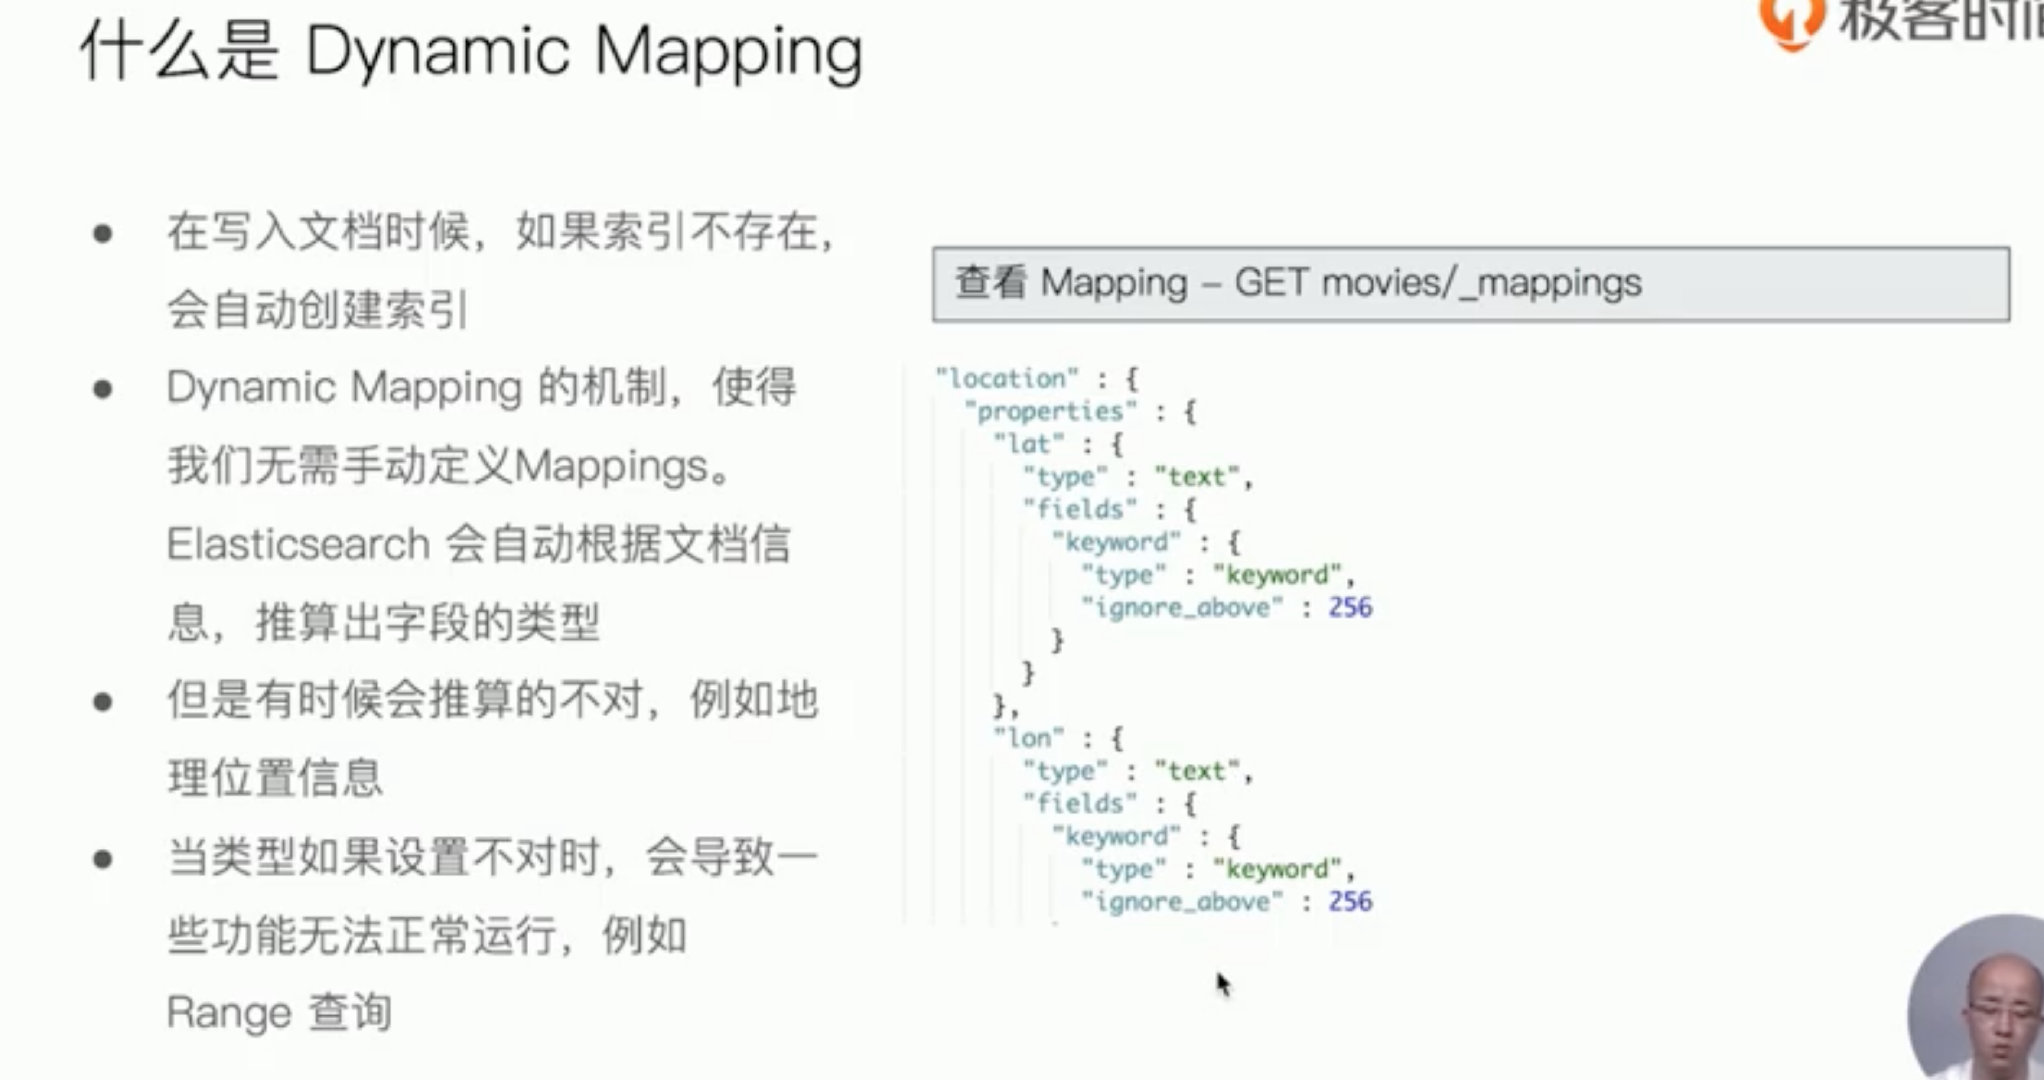 什么是 Dynamic Mapping
极客时间
在写入文档时候，如果索引不存在，
会自动创建索引
Dynamic Mapping 的机制，使得
我们无需手动定义Mappings。
Elasticsearch 会自动根据文档信
息，推算出字段的类型
但是有时候会推算的不对，例如地
理位置信息
当类型如果设置不对时，会导致一
些功能无法正常运行，例如
Range 查询
查看 Mapping – GET movies/_mappings
"location" : {
"properties" : {
"lat" : {
"type" : "text",
"fields" : {
"keyword" : {
"type" : "keyword",
"ignore_above" : 256
}
}
},
"lon" : {
"type" : "text",
"fields" : {
"keyword" : {
"type" : "keyword",
"ignore_above" : 256